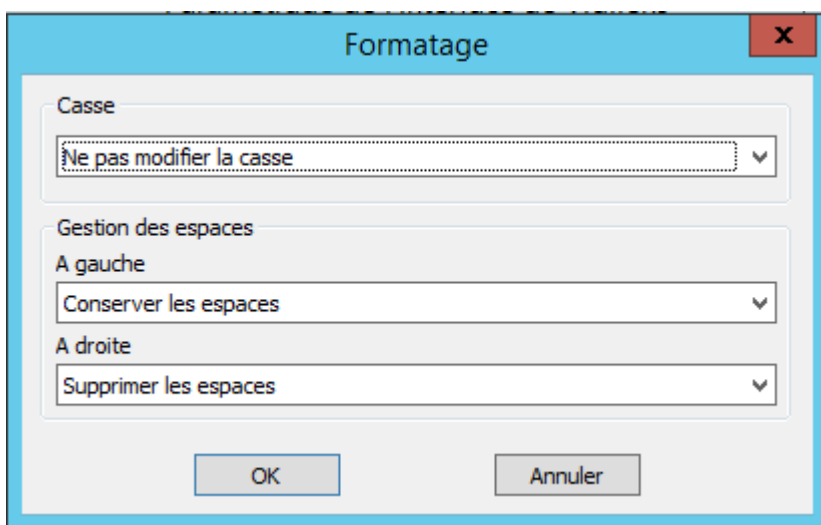 Formatage
x
Casse
Ne pas modifier la casse
Gestion des espaces
A gauche
Conserver les espaces
A droite
Supprimer les espaces
OK
Annuler